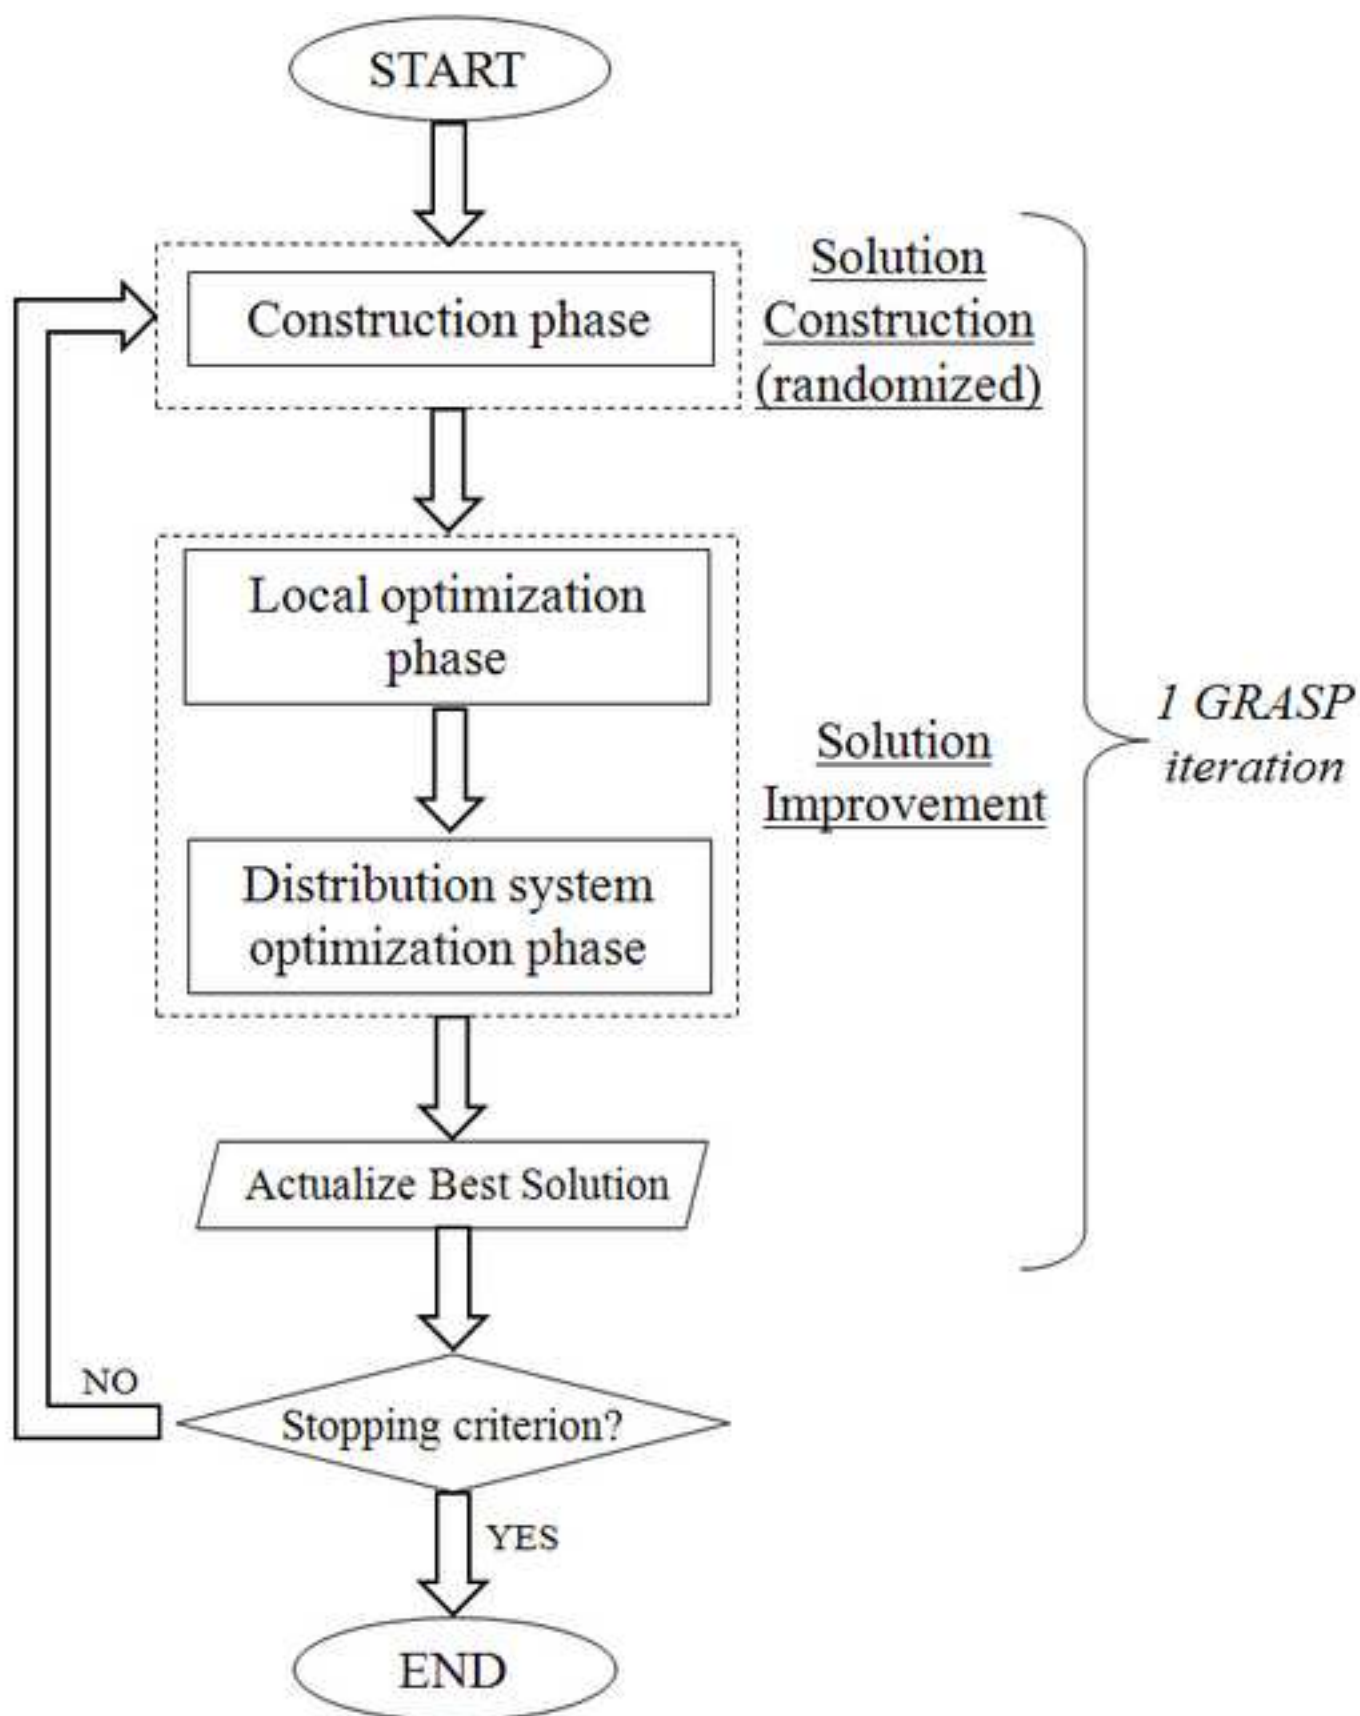 START
Construction phase
Solution
Construction
(randomized)
Local optimization
phase
Distribution system
optimization phase
Solution
Improvement
1 GRASP
iteration
Actualize Best Solution
Stopping criterion?
NO
YES
END